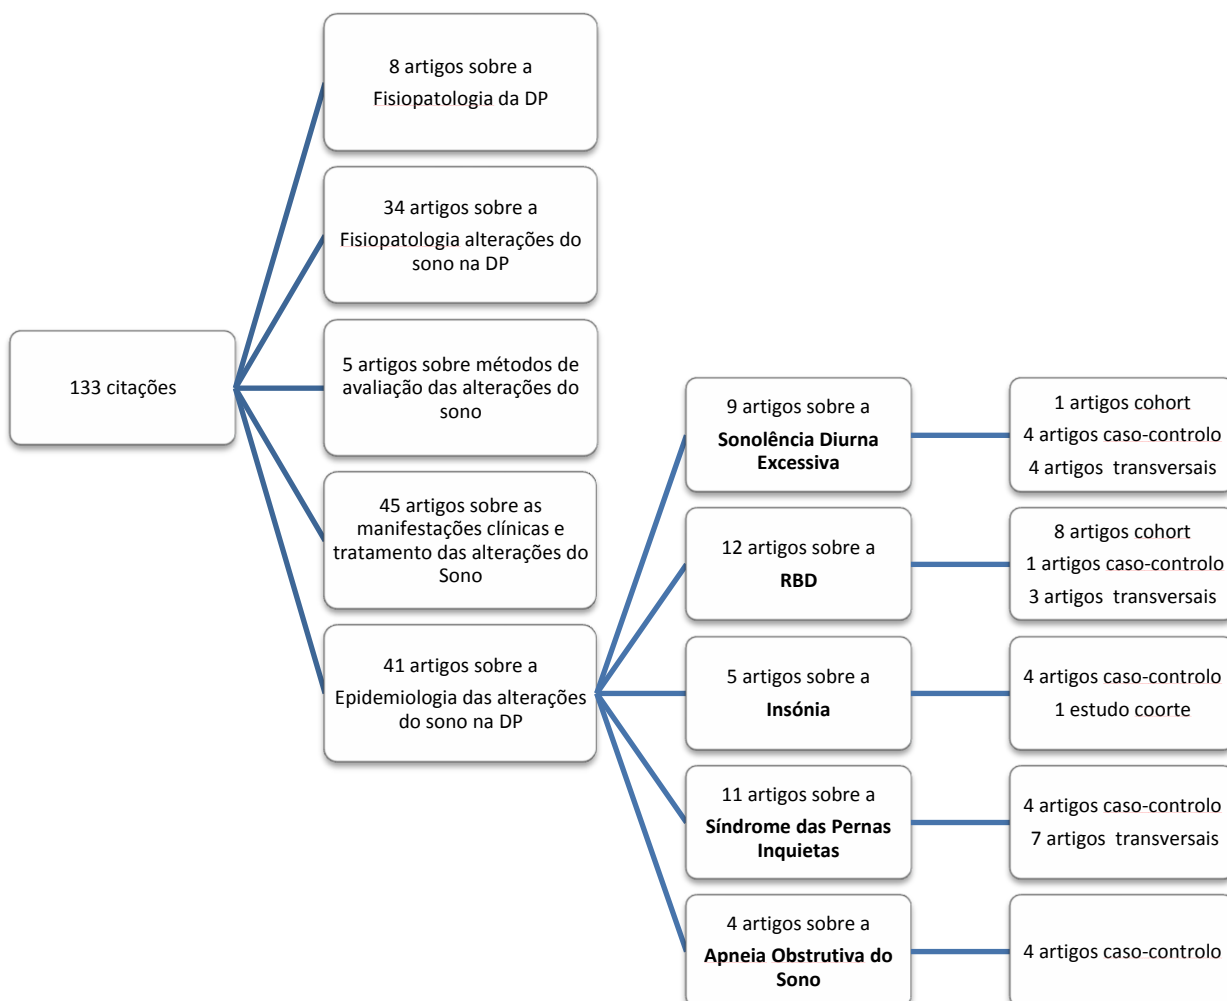 133 citações
8 artigos sobre a
Fisiopatologia da DP
34 artigos sobre a
Fisiopatologia alterações do
sono na DP
5 artigos sobre métodos de
avaliação das alterações do
sono
45 artigos sobre as
manifestações clínicas e
tratamento das alterações do
Sono
41 artigos sobre a
Epidemiologia das alterações
do sono na DP
9 artigos sobre a
Sonolência Diurna
Excessiva
1 artigos cohort
4 artigos caso-controlo
4 artigos transversais
12 artigos sobre a
RBD
8 artigos cohort
1 artigos caso-controlo
3 artigos transversais
5 artigos sobre a
Insónia
4 artigos caso-controlo
1 estudo coorte
11 artigos sobre a
Síndrome das Pernas
Inquietas
4 artigos caso-controlo
7 artigos transversais
4 artigos sobre a
Apneia Obstrutiva do
Sono
4 artigos caso-controlo